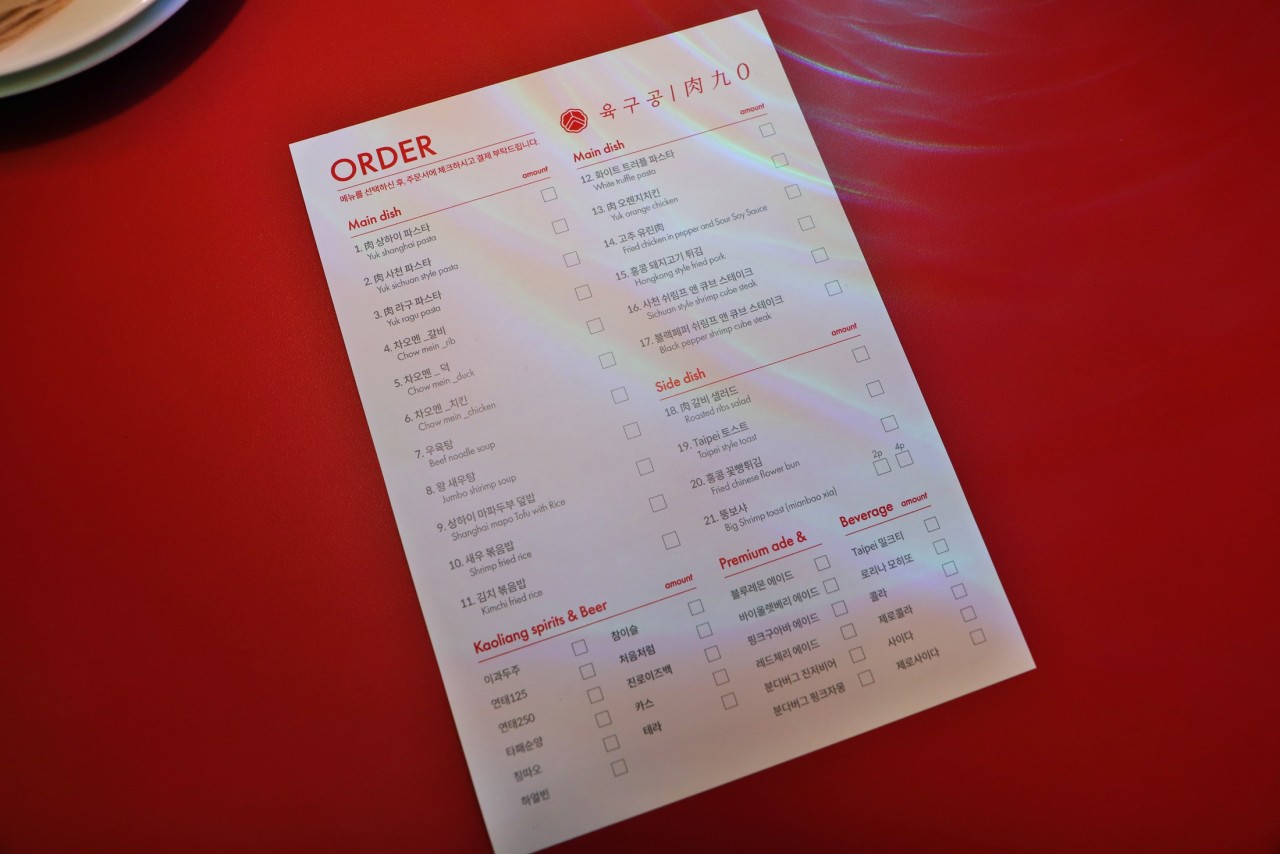 ORDER
메뉴를 선택하신 후, 주문서에 체크하시고 결제 부탁드립니다.
Main dish amount
1. 肉 상하이 파스타
Yuk shanghai pasta
2. 肉 사천 파스타
Yuk sichuan style pasta
3. 肉 라구 파스타
Yuk ragu pasta
4. 차오멘 _갈비
Chow mein _rib
5. 차오멘 _ 덕
Chow mein _duck
6. 차오멘 _치킨
Chow mein _chicken
7. 우육탕
Beef noodle soup
8. 왕 새우탕
Jumbo shirimp soup
9. 상하이 마파두부 덮밥
Shanghai mapo Tofu with Rice
10. 새우 볶음밥
Shrimp fried rice
11. 김치 볶음밥
Kimchi fried rice
Kaoliang spirits & Beer amount
이과두주
연태125
연태250
타패순양
칭따오
하얼빈
참이슬
처음처럼
진로이즈백
카스
테라
육구공 | 肉九0
Main dish amount
12. 화이트 트러플 파스타
White truffle pasta
13. 肉 오렌지치킨
Yuk orange chicken
14. 고추 유린肉
Fried chicken in pepper and Sour Soy Sauce
15. 홍콩 돼지고기 튀김
Hongkong style fried pork
16. 사천 쉬림프 앤 큐브 스테이크
Sichuan style shrimp cube steak
17. 블랙페퍼 쉬림프 앤 큐브 스테이크
Black pepper shrimp cube steak
Side dish amount
18. 肉 갈비 샐러드
Roasted ribs salad
19. Taipei 토스트
Taipei style toast
20. 홍콩 꽃빵튀김
Fried chinese flower bun
2p 4p
21. 뚱보샤
Big Shrimp toast (mianbao xia)
Premium ade &
블루레몬 에이드
바이올렛베리 에이드
핑크구아바 에이드
레드체리 에이드
분다버그 진저비어
분다버그 핑크자몽
Beverage amount
Taipei 밀크티
로리나 모히또
콜라
제로콜라
사이다
제로사이다